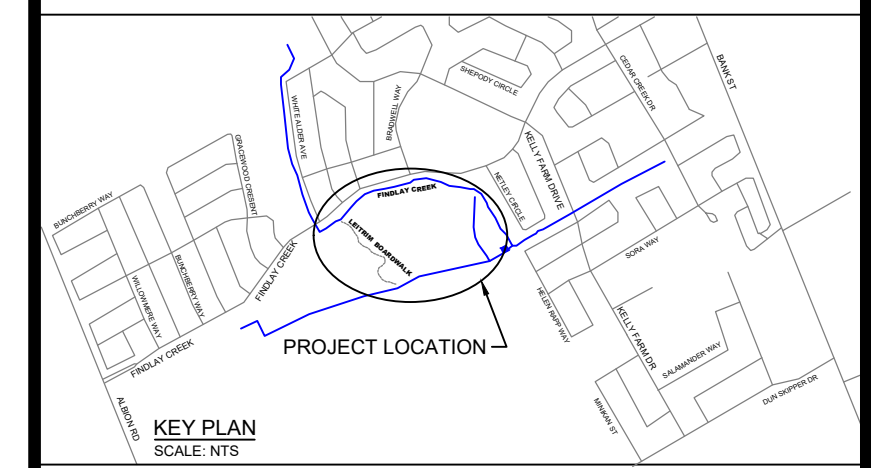 SHEPODY CIRCLE
CEDAR CREEK DR
BANK ST
WHITE ALDER AVE
BRADWELL WAY
GRACEWOOD CRESENT
KELLY FARM DRIVE
NETLEY CIRCLE
FINDLAY CREEK
BUNCHBERRY WAY
LEITRIM BOARDWALK
SORA WAY
FINDLAY CREEK
BUNCHBERRY WAY
WILLOWMERE WAY
HELEN RAPP WAY
KELLY FARM DR
PROJECT LOCATION
FINDLAY CREEK
SALAMANDER WAY
DUN SKIPPER DR
MINIKAN ST
ALBION RD
KEY PLAN
SCALE: NTS